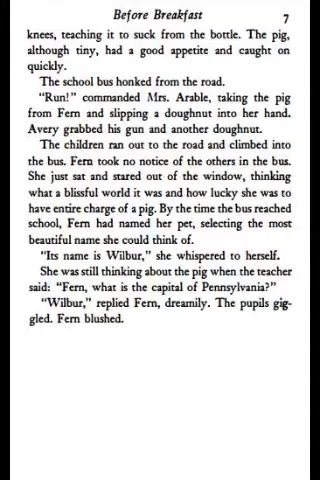 Before Breakfast 7
knees, teaching it to suck from the bottle. The pig,
although tiny, had a good appetite and caught on
quickly.
The school bus honked from the road.
"Run!" commanded Mrs. Arable, taking the pig
from Fern and slipping a doughnut into her hand.
Avery grabbed his gun and another doughnut.
The children ran out to the road and climbed into
the bus. Fern took no notice of the others in the bus.
She just sat and stared out of the window, thinking
what a blissful world it was and how lucky she was to
have entire charge of a pig. By the time the bus reached
school, Fern had named her pet, selecting the most
beautiful name she could think of.
"Its name is Wilbur," she whispered to herself.
She was still thinking about the pig when the teacher
said: "Fern, what is the capital of Pennsylvania?"
"Wilbur," replied Fern, dreamily. The pupils gig-
gled. Fern blushed.